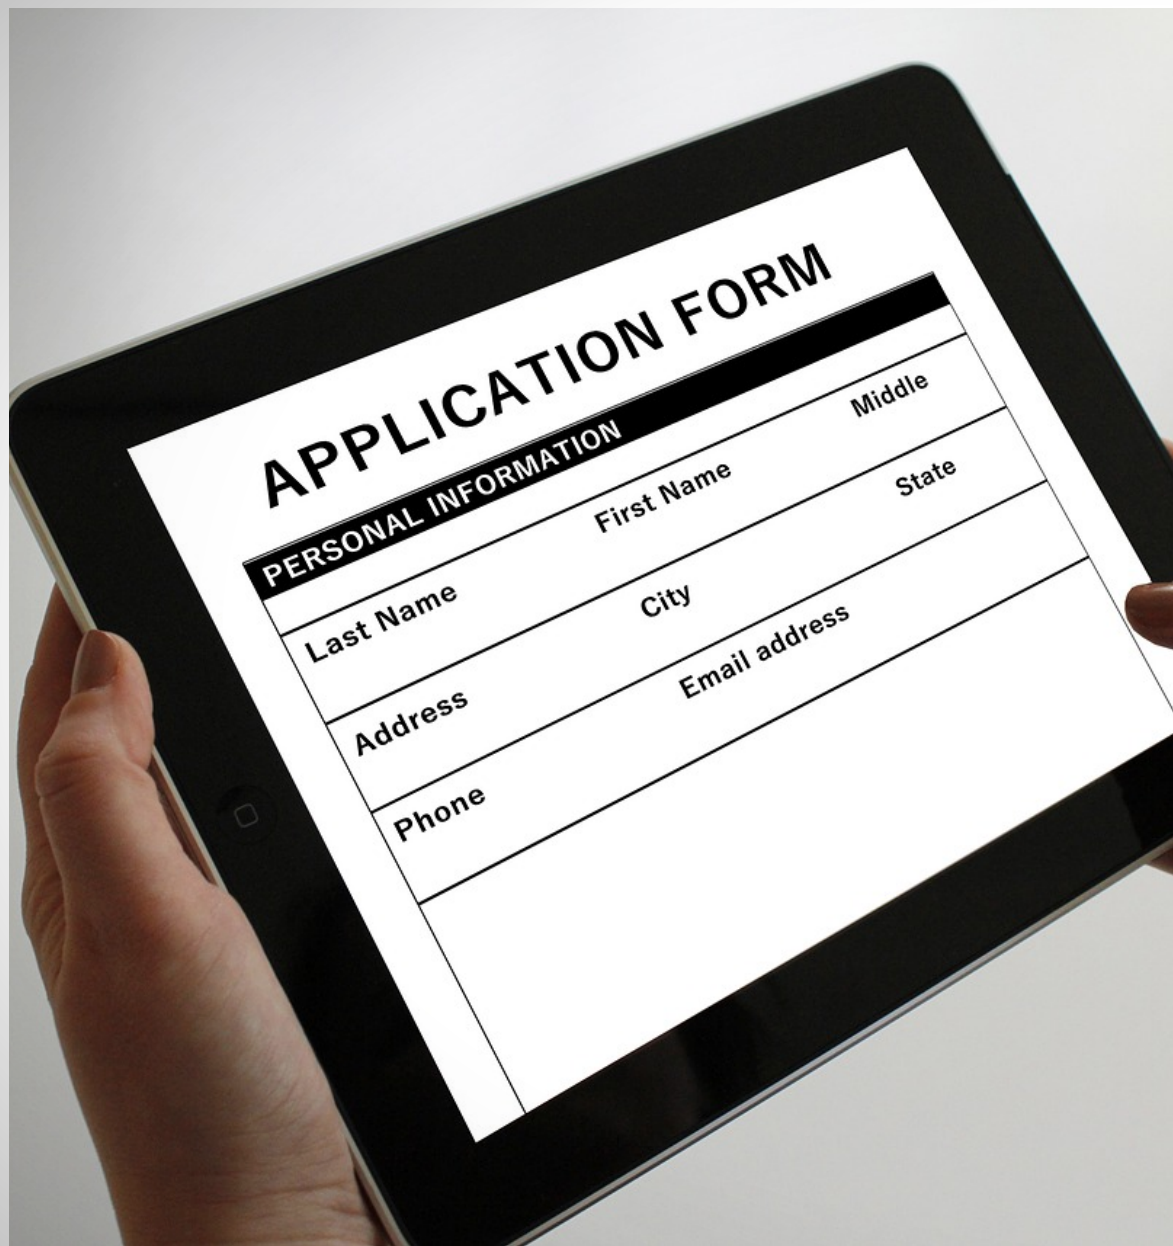 APPLICATION FORM
PERSONAL INFORMATION
Last Name First Name Middle
Address City State
Phone Email address